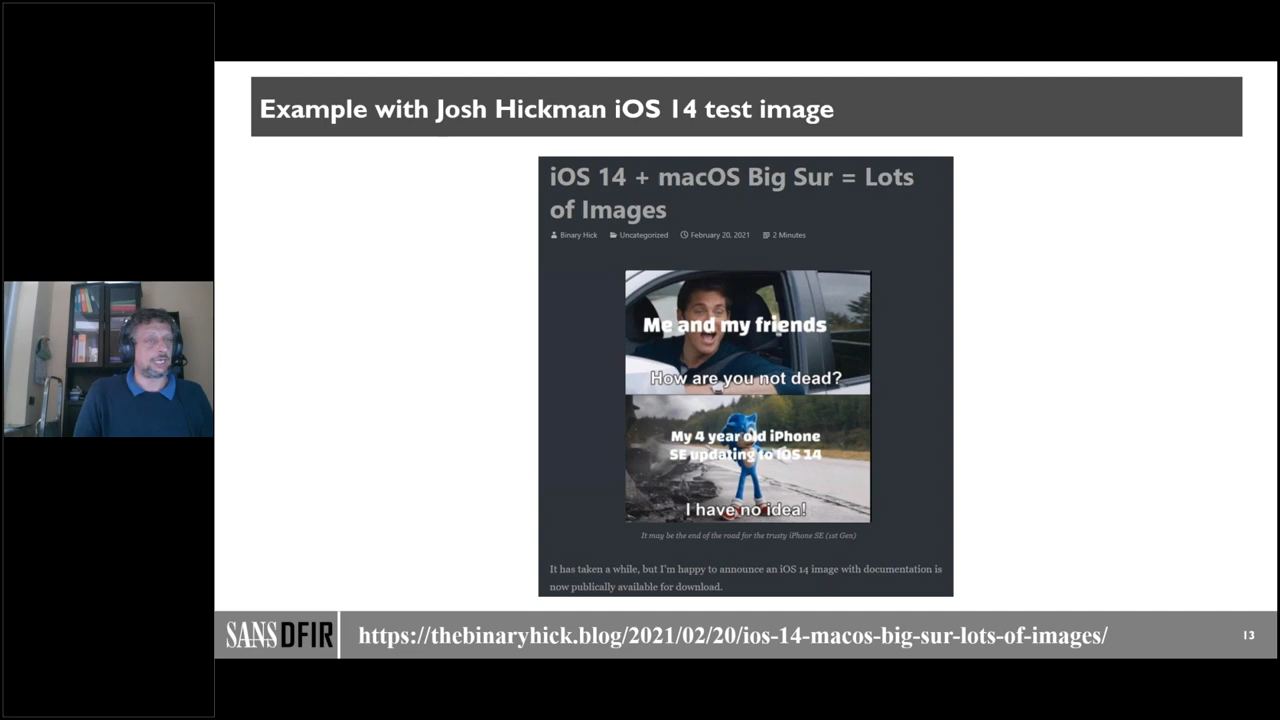 Example with Josh Hickman iOS 14 test image
iOS 14 + macOS Big Sur = Lots
of Images
Binary Hick Uncategorized February 20, 2021 2 Minutes
Me and my friends
How are you not dead?
My 4 year old iPhone
SE updating to iOS 14
I have no idea!
It may be the end of the road for the trusty iPhone SE (1st Gen)
It has taken a while, but I'm happy to announce an iOS 14 image with documentation is
now publically available for download.
SANS DFIR https://thebinaryhick.blog/2021/02/20/ios-14-macos-big-sur-lots-of-images/ 13